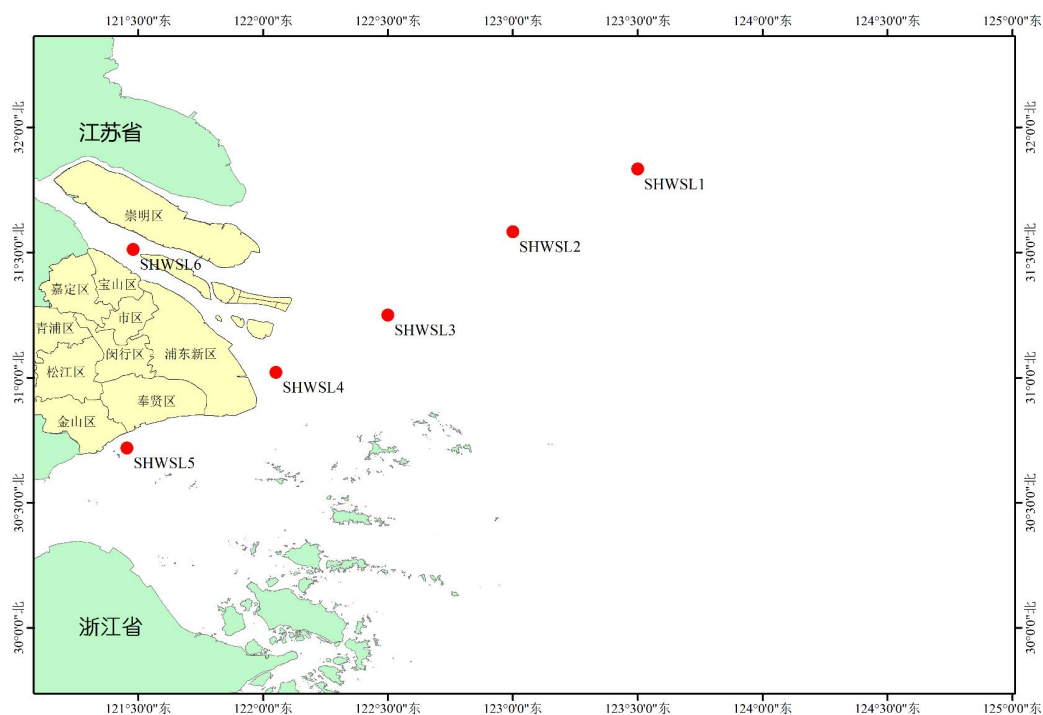 121°30'0"东
122°0'0"东
122°30'0"东
123°0'0"东
123°30'0"东
124°0'0"东
124°30'0"东
125°0'0"东
32°0'0"北
32°0'0"北
江苏省
SHWSL1
崇明区
SHWSL2
31°30'0"北
SHWSL6
31°30'0"北
嘉定区
宝山区
市区
SHWSL3
青浦区
闵行区
浦东新区
松江区
31°0'0"北
SHWSL4
31°0'0"北
奉贤区
金山区
SHWSL5
30°30'0"北
30°30'0"北
浙江省
30°0'0"北
30°0'0"北
121°30'0"东
122°0'0"东
122°30'0"东
123°0'0"东
123°30'0"东
124°0'0"东
124°30'0"东
125°0'0"东